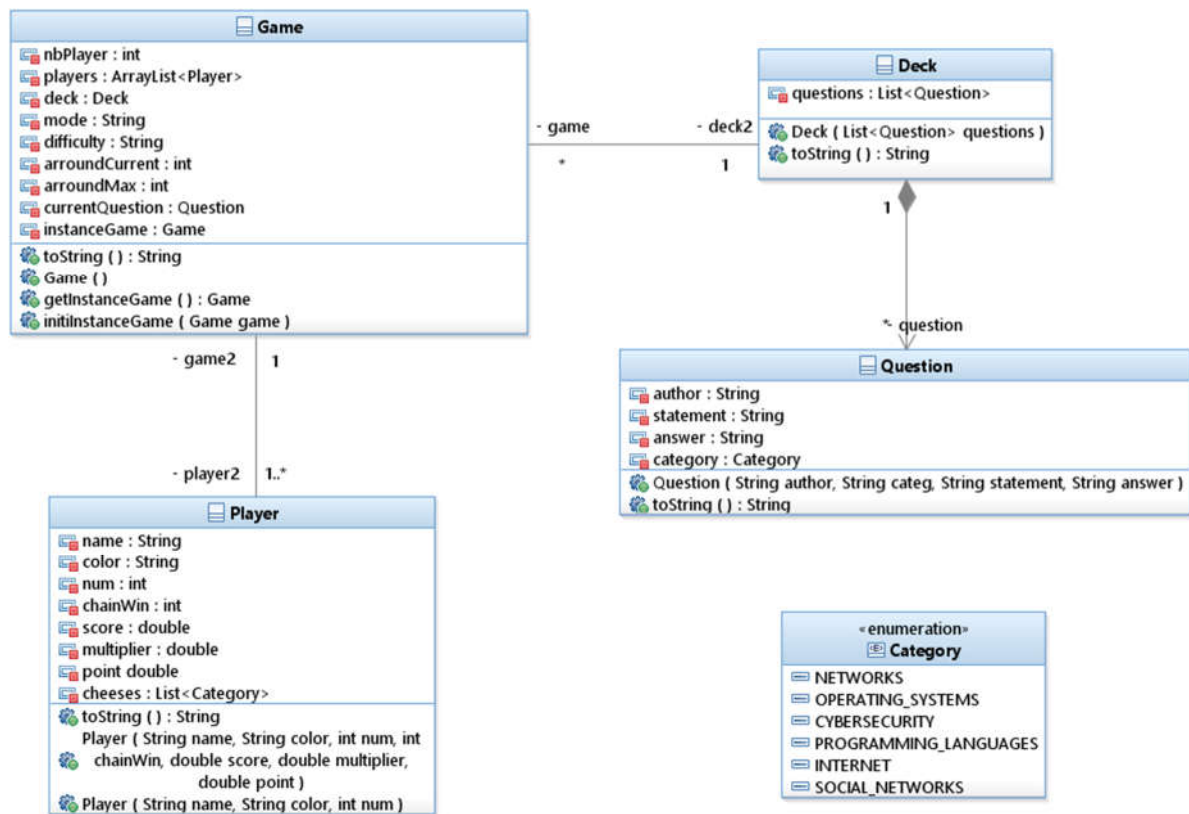 Game
nbPlayer : int
players : ArrayList<Player>
deck : Deck
mode : String
difficulty : String
arroundCurrent : int
arroundMax : int
currentQuestion : Question
instanceGame : Game
toString ( ) : String
Game ( )
getInstanceGame ( ) : Game
initiInstanceGame ( Game game )
- game
*
- deck2
1
Deck
questions : List<Question>
Deck ( List<Question> questions )
toString ( ) : String
1
*- question
Question
author : String
statement : String
answer : String
category : Category
Question ( String author, String categ, String statement, String answer )
toString ( ) : String
- game2
1
- player2
1..*
Player
name : String
color : String
num : int
chainWin : int
score : double
multiplier : double
point double
cheeses : List<Category>
toString ( ) : String
Player ( String name, String color, int num, int
chainWin, double score, double multiplier,
double point )
Player ( String name, String color, int num )
«enumeration»
Category
NETWORKS
OPERATING_SYSTEMS
CYBERSECURITY
PROGRAMMING_LANGUAGES
INTERNET
SOCIAL_NETWORKS